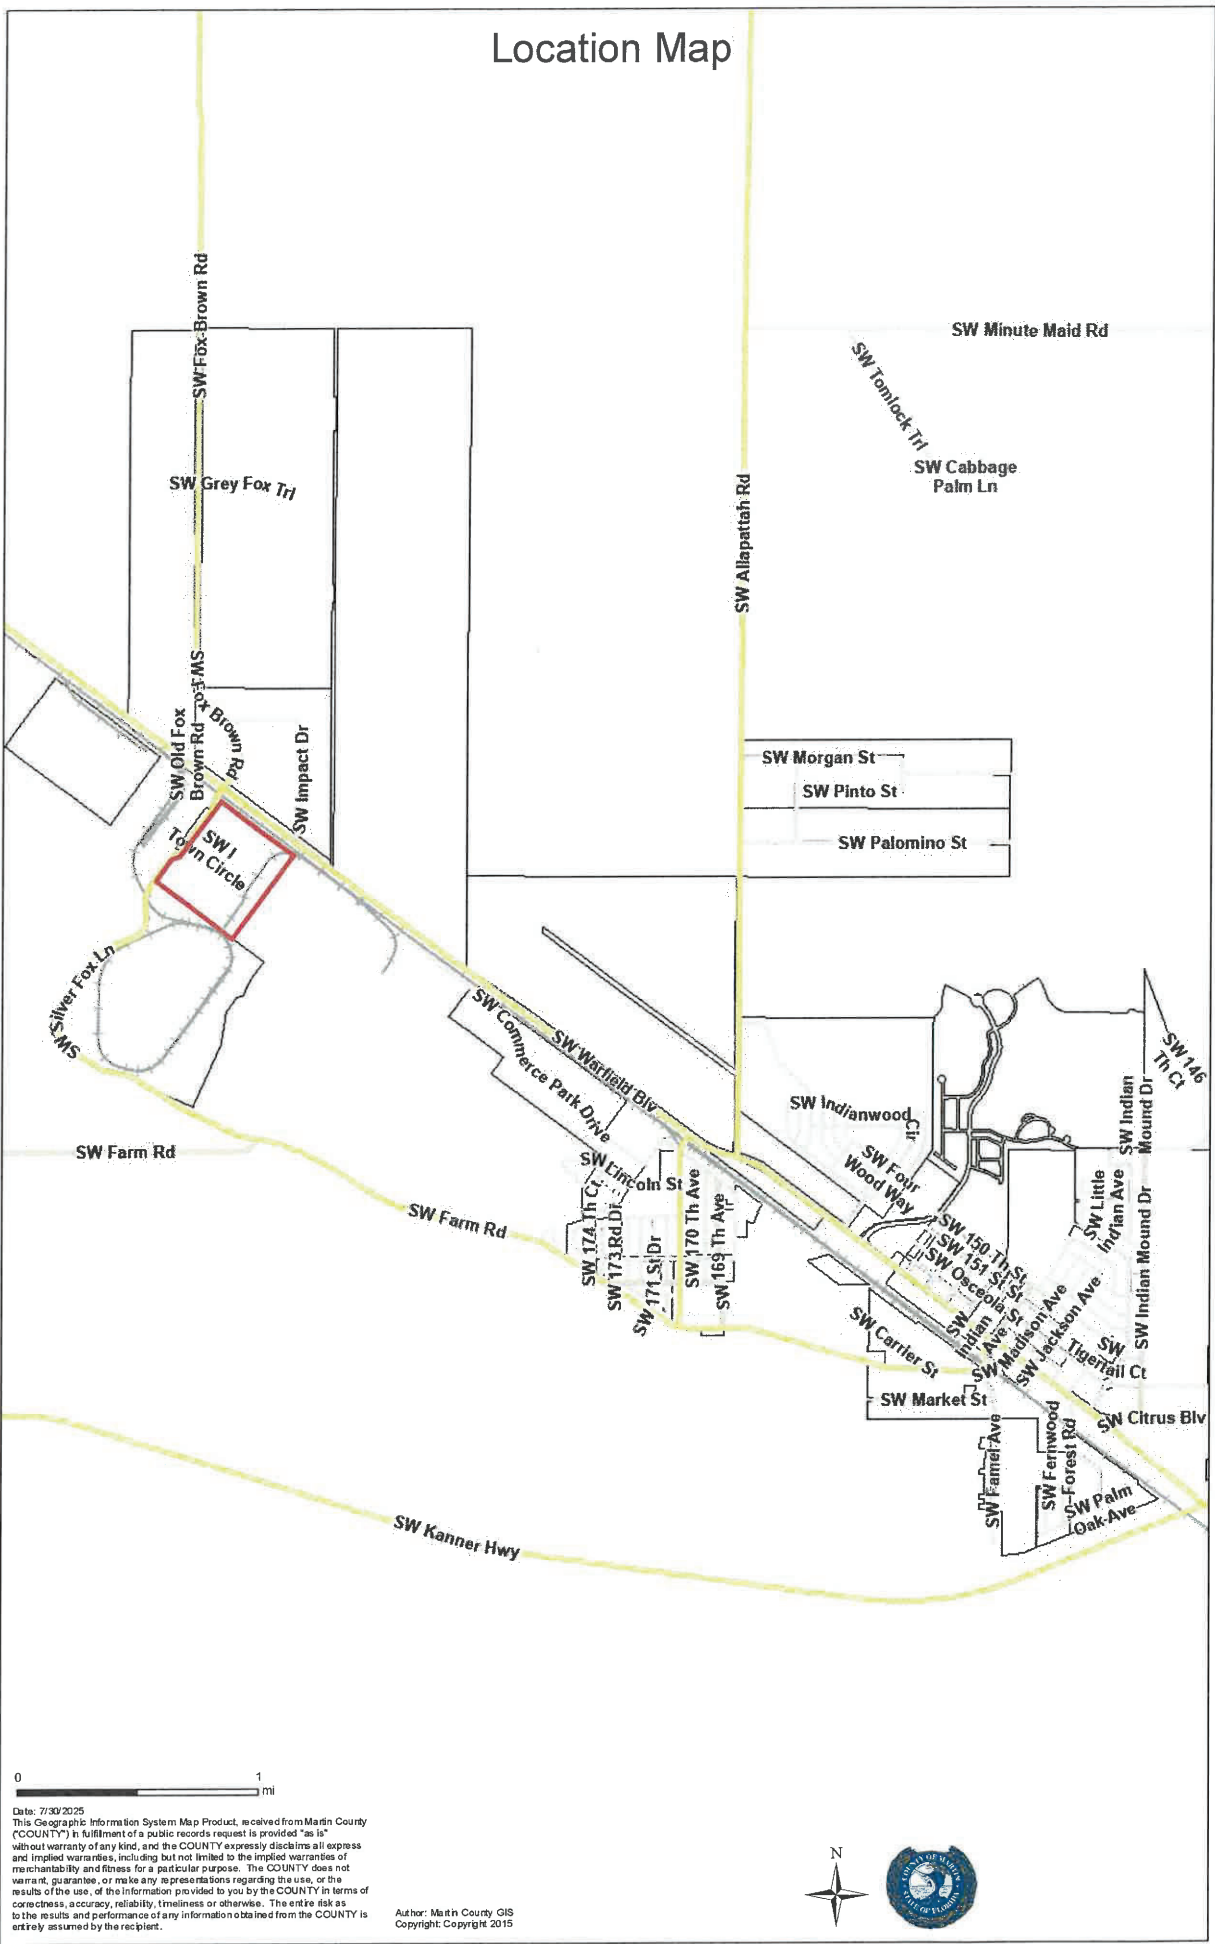 Location Map
SW Fox Brown Rd
SW Minute Maid Rd
SW Tomlock Trl
SW Cabbage
Palm Ln
SW Grey Fox Trl
SW Allapattah Rd
SW Fox Brown Rd
SW Old Fox
Brown Rd
SW Impact Dr
SW Morgan St
SW Pinto St
SW Palomino St
SW I
Town Circle
SW Silver Fox Ln
SW Commerce Park Drive
SW Warfield Blv
SW 146
Th Ct
SW Indian
Mound Dr
SW Indianwood
Cir
SW Farm Rd
SW Four
Wood Way
SW Lincoln St
SW Little
Indian Ave
SW Farm Rd
SW 174 Th Ct
SW 173 Rd Dr
SW 171 St Dr
SW 170 Th Ave
SW 169 Th Ave
SW 150 Th St
SW 151 St St
SW Osceola St
SW Indian Mound Dr
SW
Indian
Ave
SW Madison Ave
SW Jackson Ave
SW
Tigertail Ct
SW Carrier St
SW Market St
SW Citrus Blv
SW Famel Ave
SW Fernwood
Forest Rd
SW Palm
Oak Ave
SW Kanner Hwy
0 1
mi
Date: 7/30/2025
This Geographic Information System Map Product, received from Martin County
("COUNTY") in fulfillment of a public records request is provided "as is"
without warranty of any kind, and the COUNTY expressly disclaims all express
and implied warranties, including but not limited to the implied warranties of
merchantability and fitness for a particular purpose. The COUNTY does not
warrant, guarantee, or make any representations regarding the use, or the
results of the use, of the information provided to you by the COUNTY in terms of
correctness, accuracy, reliability, timeliness or otherwise. The entire risk as
to the results and performance of any information obtained from the COUNTY is
entirely assumed by the recipient.
Author: Martin County GIS
Copyright: Copyright 2015
N
COUNTY OF MARTIN
STATE OF FLORIDA